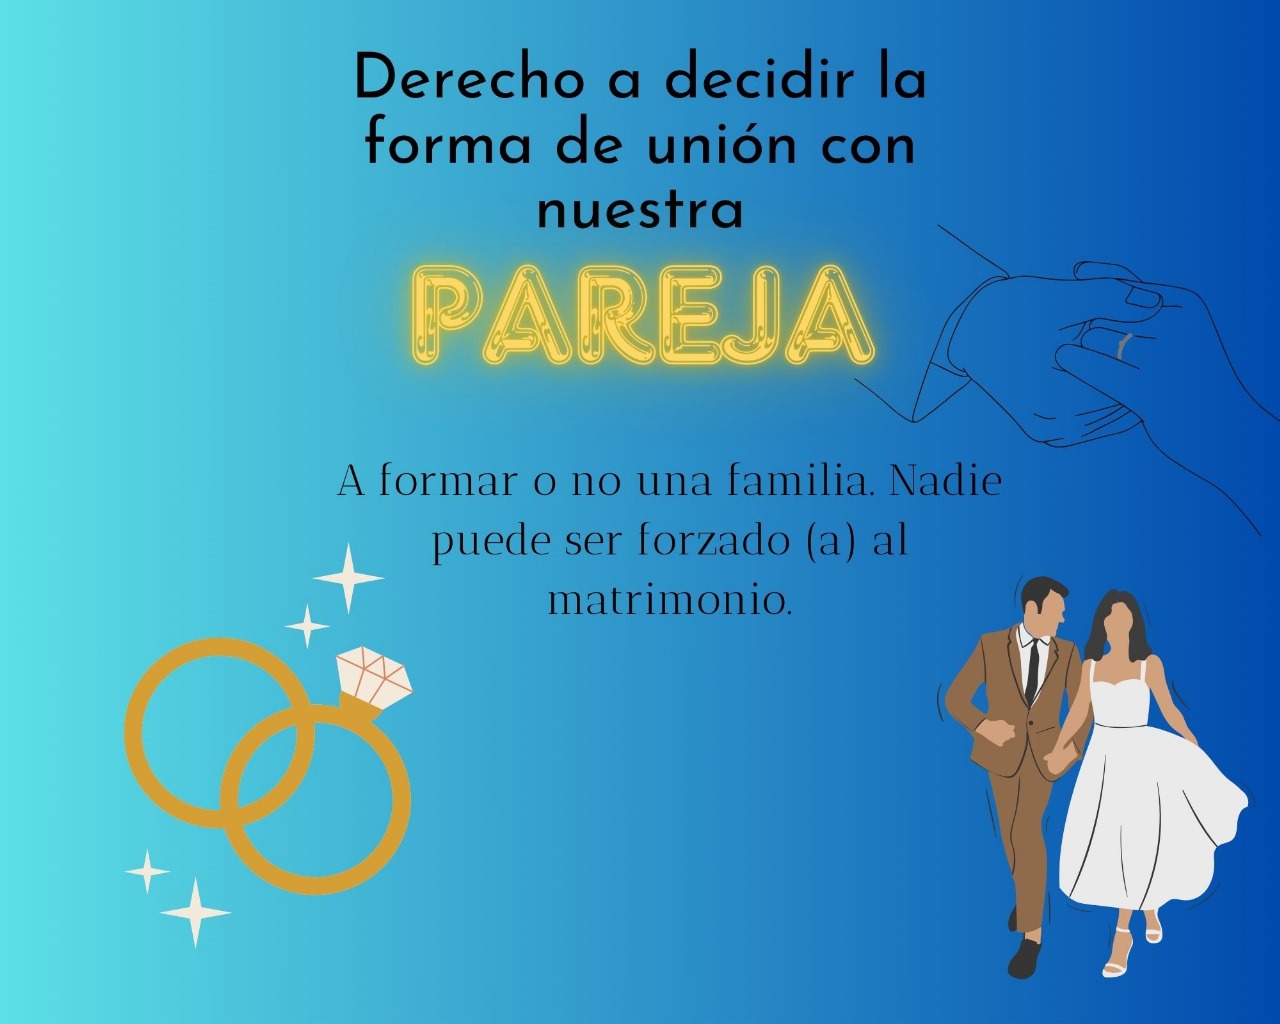 Derecho a decidir la
forma de unión con
nuestra
PAREJA
A formar o no una familia. Nadie
puede ser forzado (a) al
matrimonio.